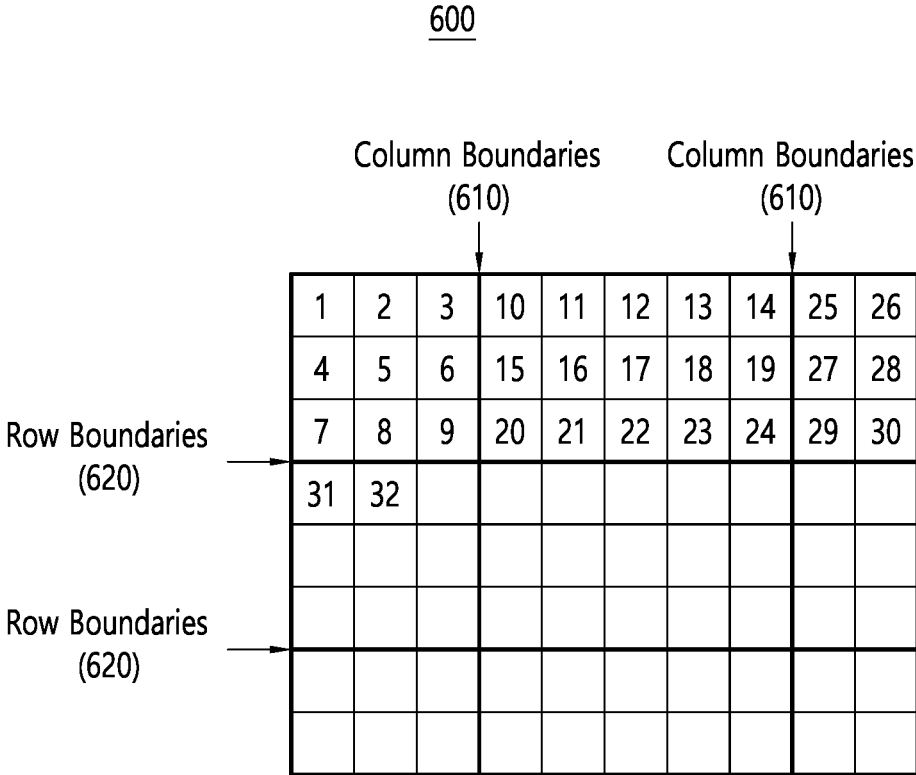 600
Column Boundaries Column Boundaries
(610) (610)
1 2 3 10 11 12 13 14 25 26
4 5 6 15 16 17 18 19 27 28
7 8 9 20 21 22 23 24 29 30
Row Boundaries
(620)
31 32
Row Boundaries
(620)